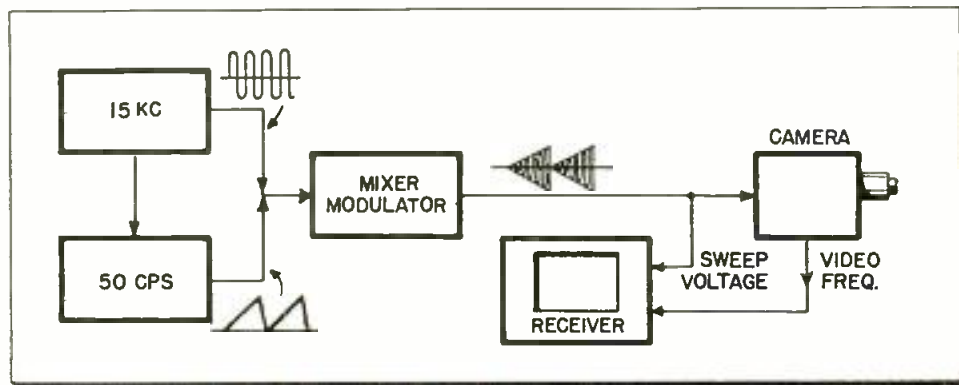 15 KC
50 CPS
MIXER
MODULATOR
CAMERA
SWEEP
VOLTAGE
VIDEO
FREQ.
RECEIVER